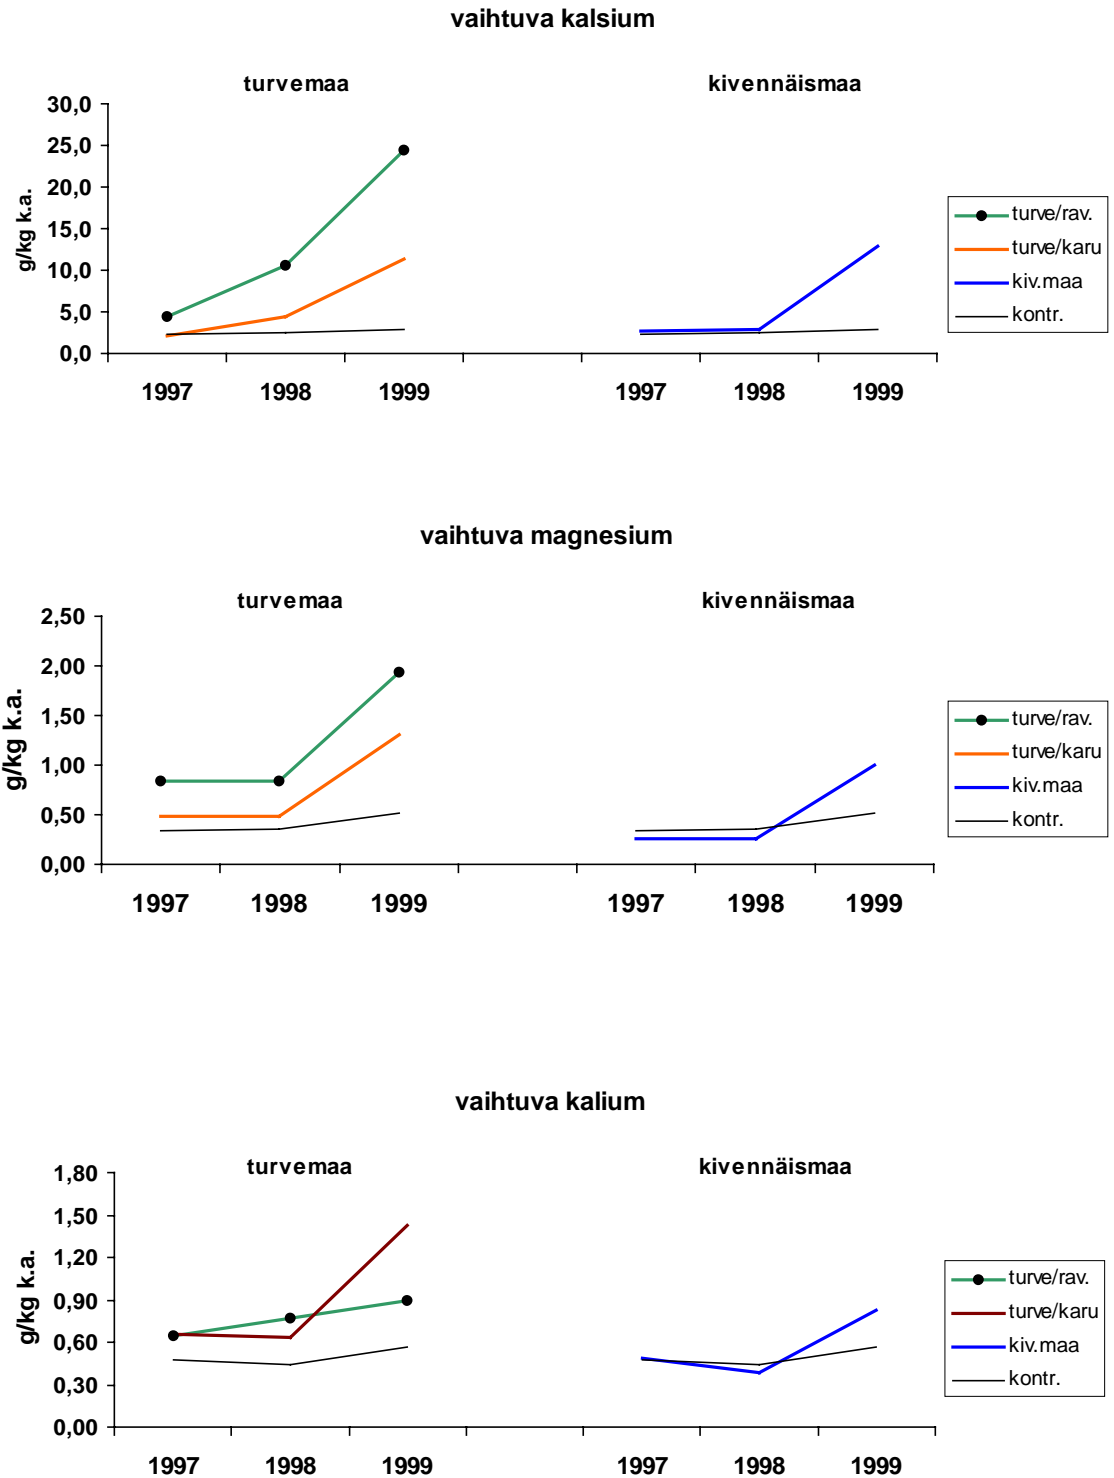 vaihtuva kalsium
turvemaa
kivennäismaa
g/kg k.a.
30,0
25,0
20,0
15,0
10,0
5,0
0,0
1997 1998 1999 1997 1998 1999
turve/rav.
turve/karu
kiv.maa
kontr.
vaihtuva magnesium
turvemaa
kivennäismaa
g/kg k.a.
2,50
2,00
1,50
1,00
0,50
0,00
1997 1998 1999 1997 1998 1999
turve/rav.
turve/karu
kiv.maa
kontr.
vaihtuva kalium
turvemaa
kivennäismaa
g/kg k.a.
1,80
1,50
1,20
0,90
0,60
0,30
0,00
1997 1998 1999 1997 1998 1999
turve/rav.
turve/karu
kiv.maa
kontr.